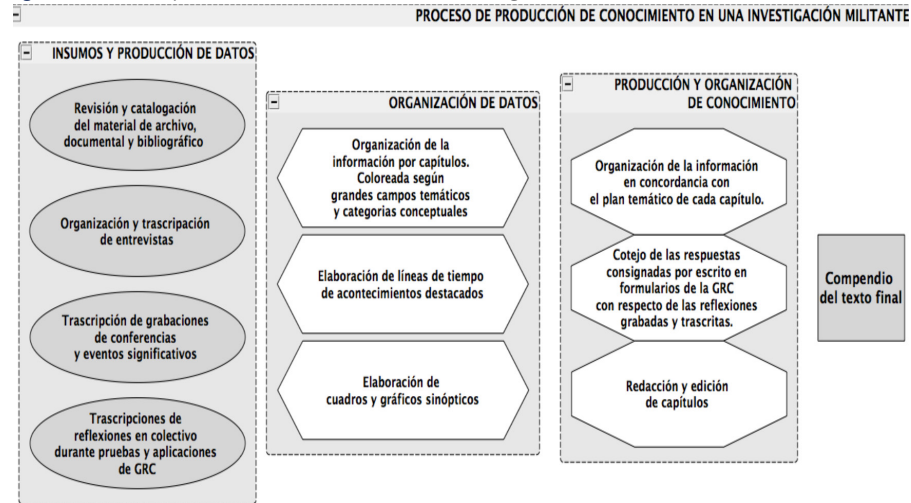 PROCESO DE PRODUCCIÓN DE CONOCIMIENTO EN UNA INVESTIGACIÓN MILITANTE
INSUMOS Y PRODUCCIÓN DE DATOS
Revisión y catalogación
del material de archivo,
documental y bibliográfico
Organización y trascripación
de entrevistas
Trascripción de grabaciones
de conferencias
y eventos significativos
Trascripciones de
reflexiones en colectivo
durante pruebas y aplicaciones
de GRC
ORGANIZACIÓN DE DATOS
Organización de la
información por capítulos.
Coloreada según
grandes campos temáticos
y categorias conceptuales
Elaboración de líneas de tiempo
de acontecimientos destacados
Elaboración de
cuadros y gráficos sinópticos
PRODUCCIÓN Y ORGANIZACIÓN
DE CONOCIMIENTO
Organización de la información
en concordancia con
el plan temático de cada capítulo.
Cotejo de las respuestas
consignadas por escrito en
formularios de la GRC
con respecto de las reflexiones
grabadas y trascritas.
Redacción y edición
de capítulos
Compendio
del texto final